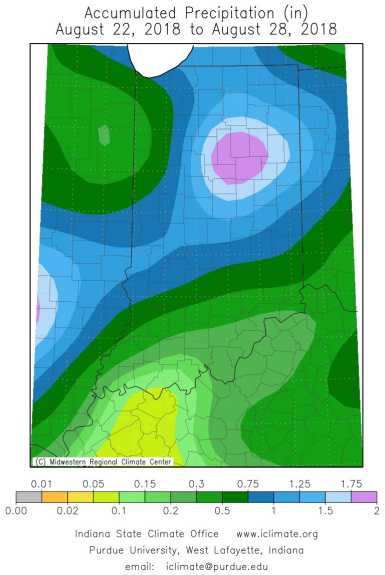 Accumulated Precipitation (in)
August 22, 2018 to August 28, 2018
(C) Midwestern Regional Climate Center
0.01 0.05 0.15 0.3 0.75 1.25 1.75
0.00 0.02 0.1 0.2 0.5 1 1.5 2
Indiana State Climate Office www.iclimate.org
Purdue University, West Lafayette, Indiana
email: iclimate@purdue.edu